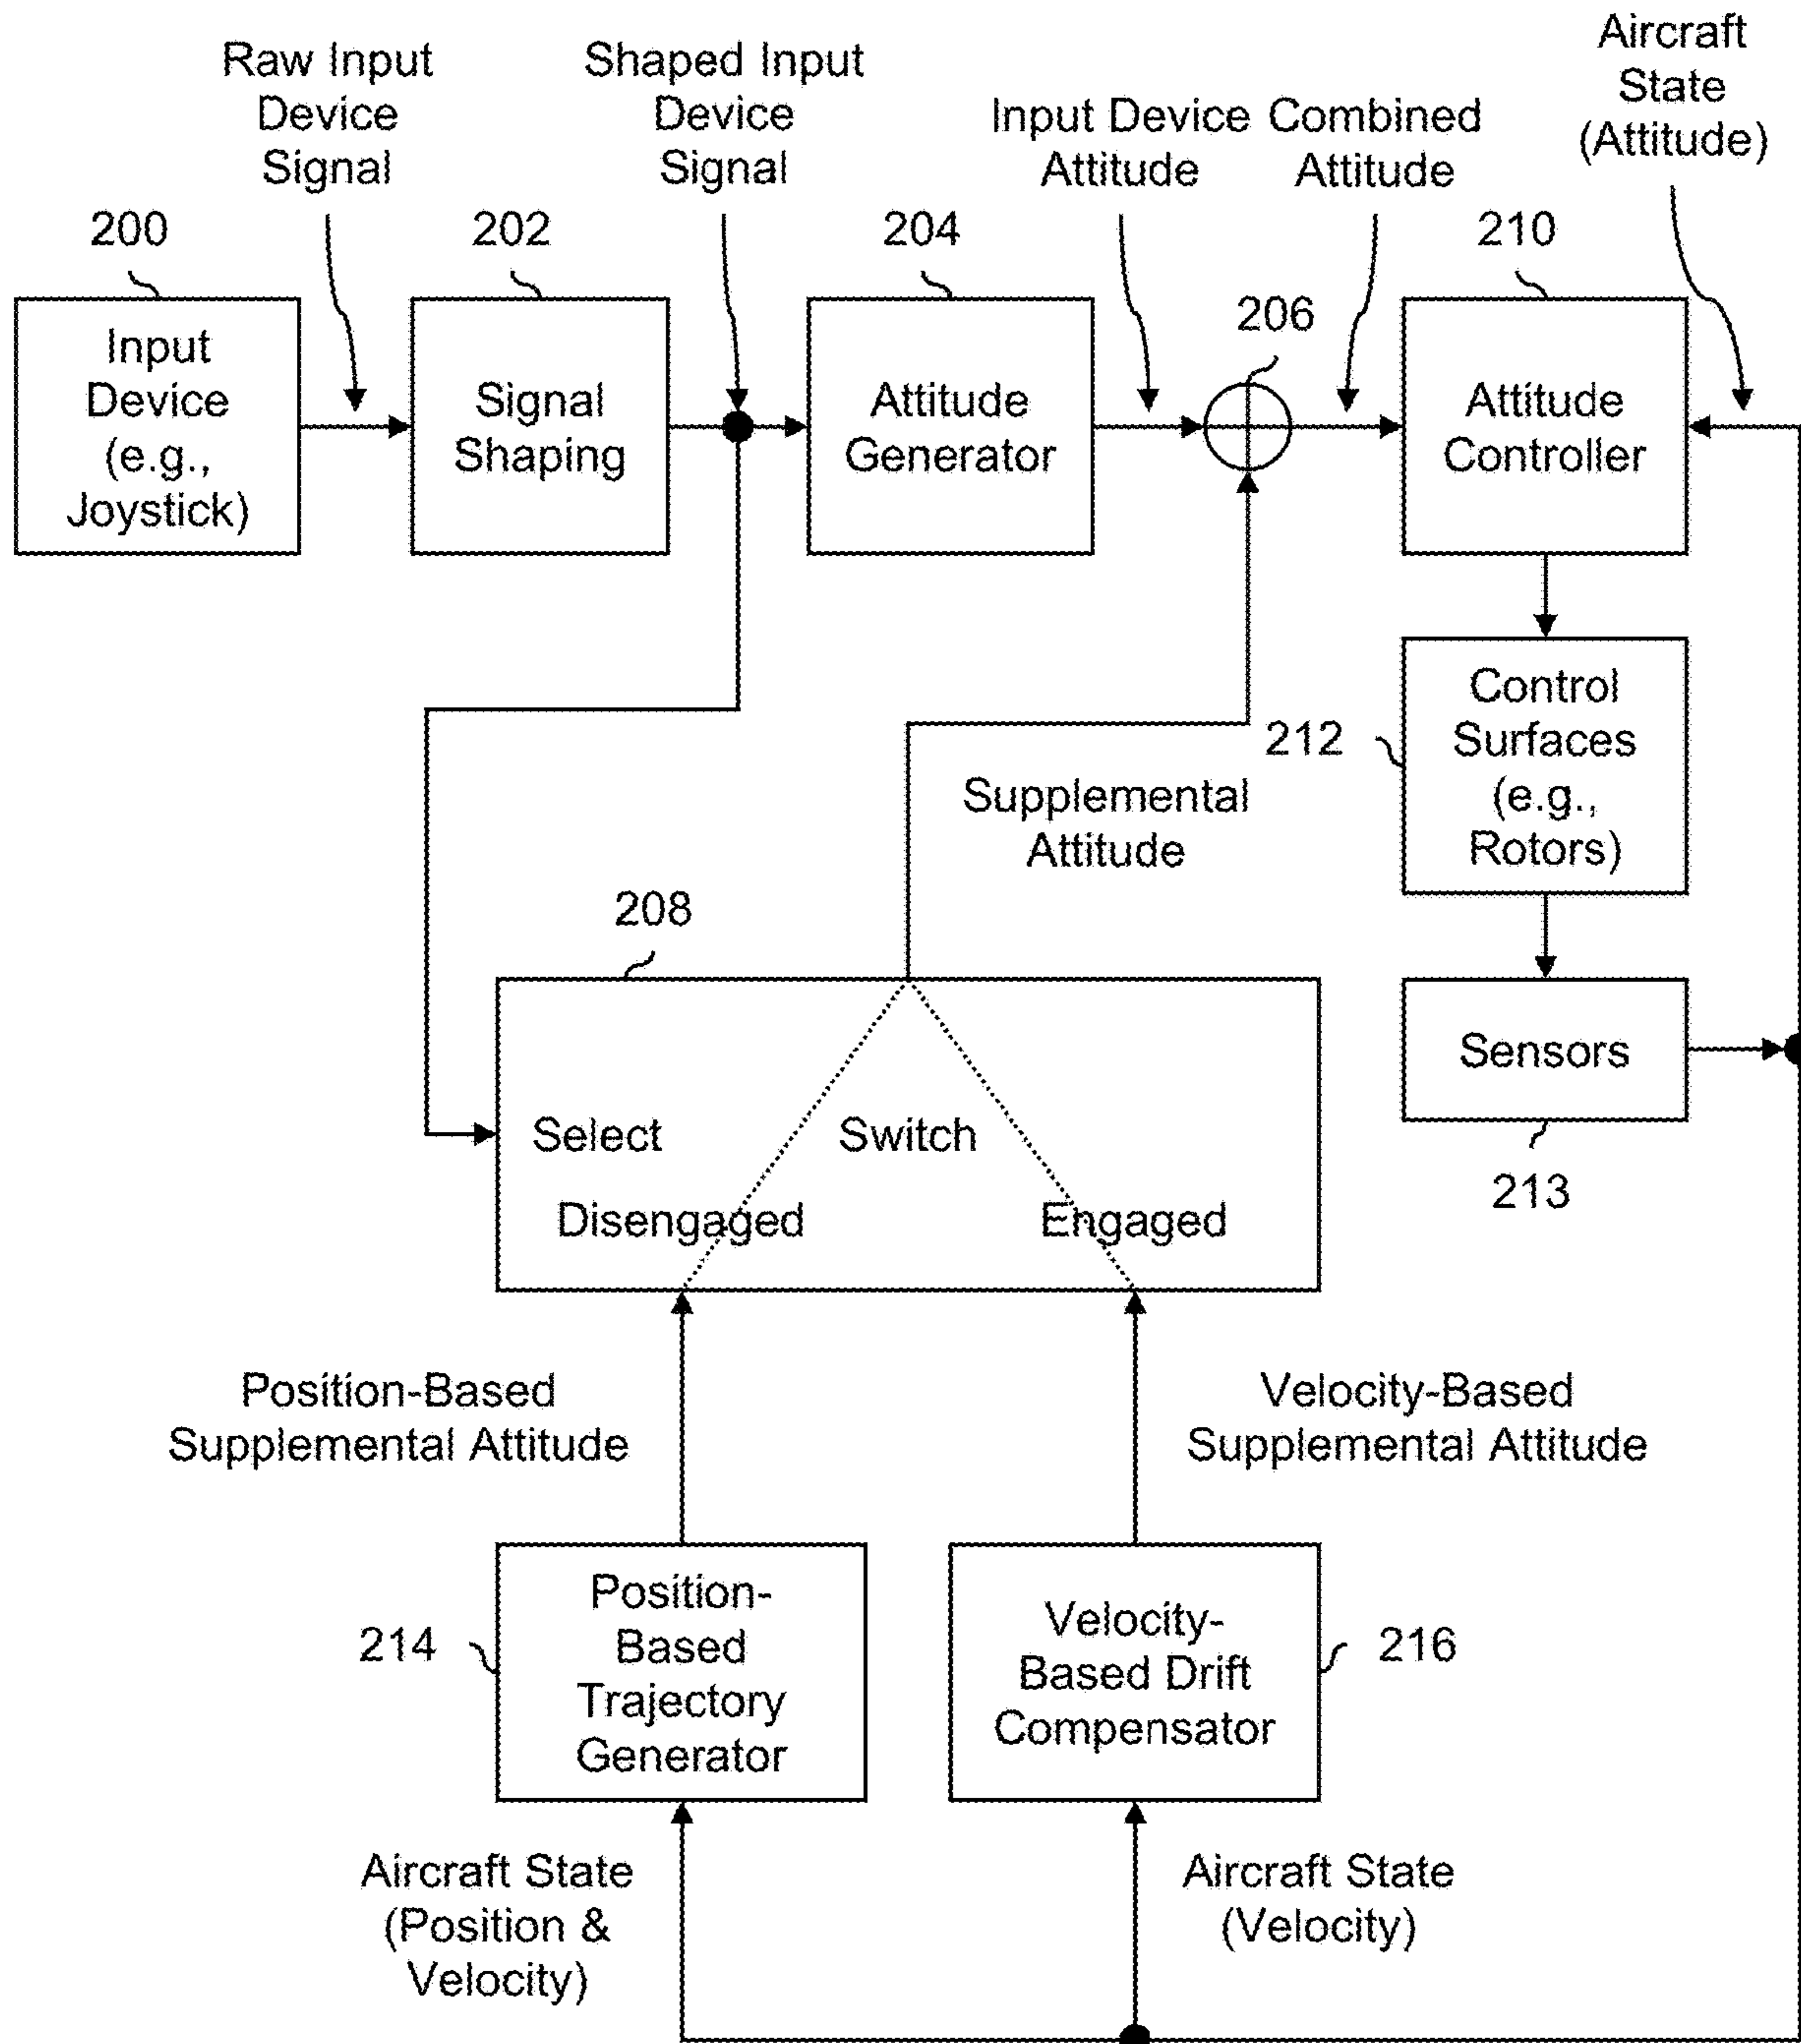 Raw Input
Device
Signal
Shaped Input
Device
Signal
Input Device
Attitude
Combined
Attitude
Aircraft
State
(Attitude)
200
202
204
206
210
Input
Device
(e.g.,
Joystick)
Signal
Shaping
Attitude
Generator
Attitude
Controller
212
Control
Surfaces
(e.g.,
Rotors)
Supplemental
Attitude
208
Sensors
213
Select
Switch
Disengaged
Engaged
Position-Based
Supplemental Attitude
Velocity-Based
Supplemental Attitude
214
Position-
Based
Trajectory
Generator
Velocity-
Based Drift
Compensator
216
Aircraft State
(Position &
Velocity)
Aircraft State
(Velocity)